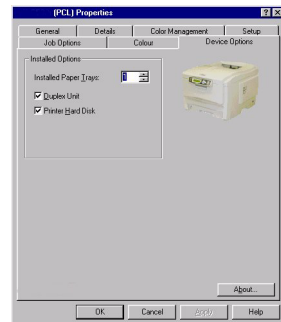 (PCL) Properties
General Details Color Management Setup
Job Options Colour Device Options
Installed Options
Installed Paper Trays:
Duplex Unit
Printer Hard Disk
About...
OK Cancel Apply Help